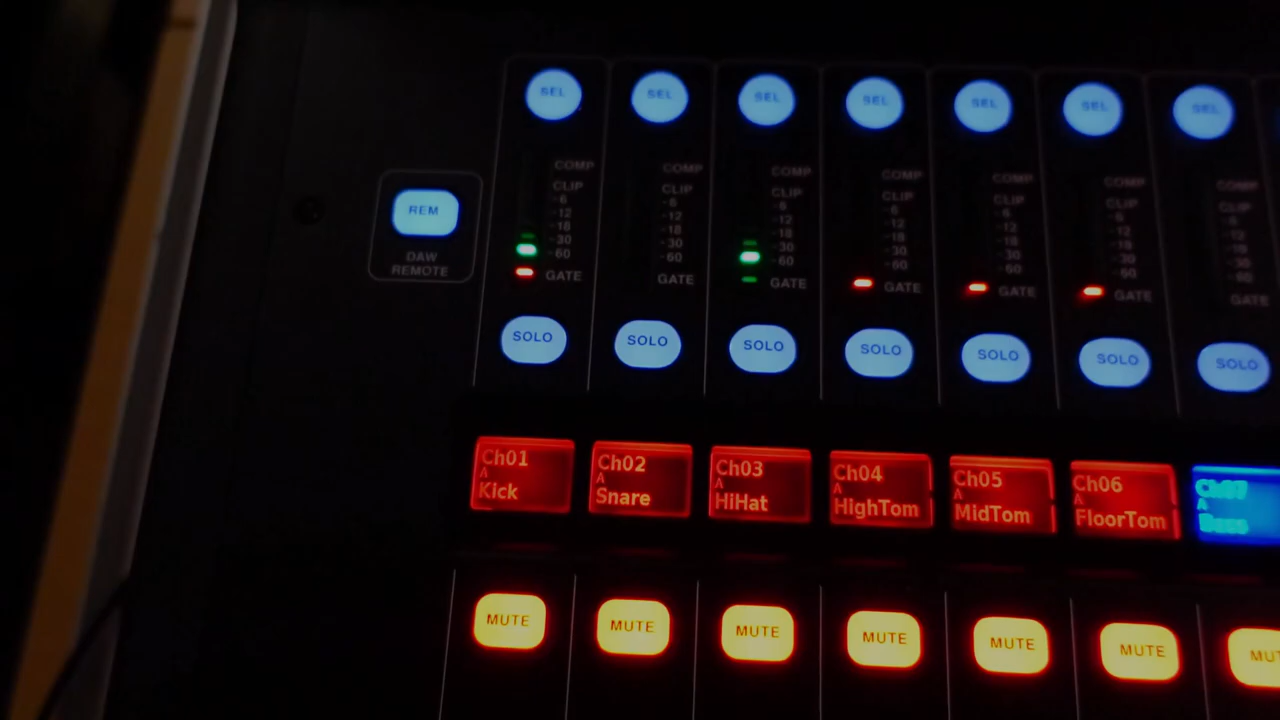 SEL SEL SEL SEL SEL SEL SEL
COMP COMP COMP COMP COMP COMP COMP
CLIP CLIP CLIP CLIP CLIP CLIP CLIP
-6 -6 -6 -6 -6 -6 -6
-12 -12 -12 -12 -12 -12 -12
-18 -18 -18 -18 -18 -18 -18
-30 -30 -30 -30 -30 -30 -30
-60 -60 -60 -60 -60 -60 -60
GATE GATE GATE GATE GATE GATE GATE
REM
DAW
REMOTE
SOLO SOLO SOLO SOLO SOLO SOLO SOLO
Ch01
A
Kick
Ch02
A
Snare
Ch03
A
HiHat
Ch04
A
HighTom
Ch05
A
MidTom
Ch06
A
FloorTom
Ch07
A
Bass
MUTE MUTE MUTE MUTE MUTE MUTE MU